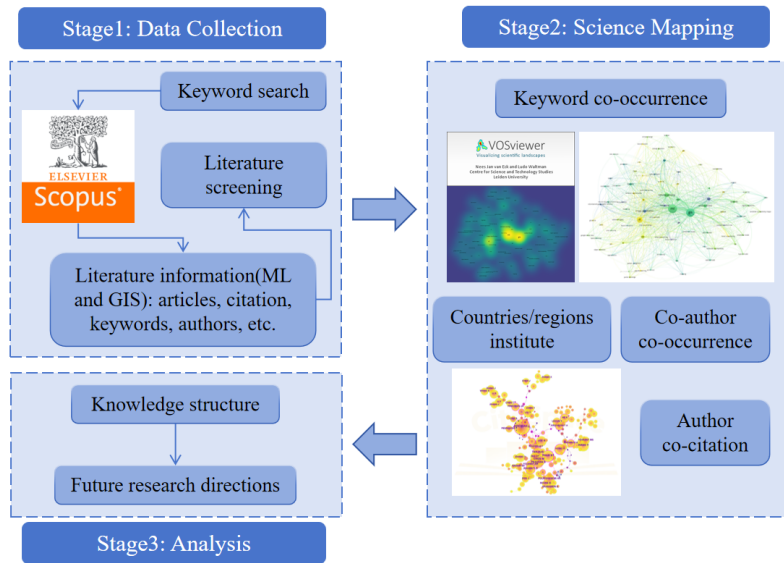 Stage1: Data Collection
Keyword search
ELSEVIER
Scopus®
Literature
screening
Literature information(ML
and GIS): articles, citation,
keywords, authors, etc.
Stage2: Science Mapping
Keyword co-occurrence
VOSviewer
Visualizing scientific landscapes
Nees Jan van Eck and Ludo Waltman
Centre for Science and Technology Studies
Leiden University
Countries/regions
institute
Co-author
co-occurrence
Author
co-citation
Knowledge structure
Future research directions
Stage3: Analysis